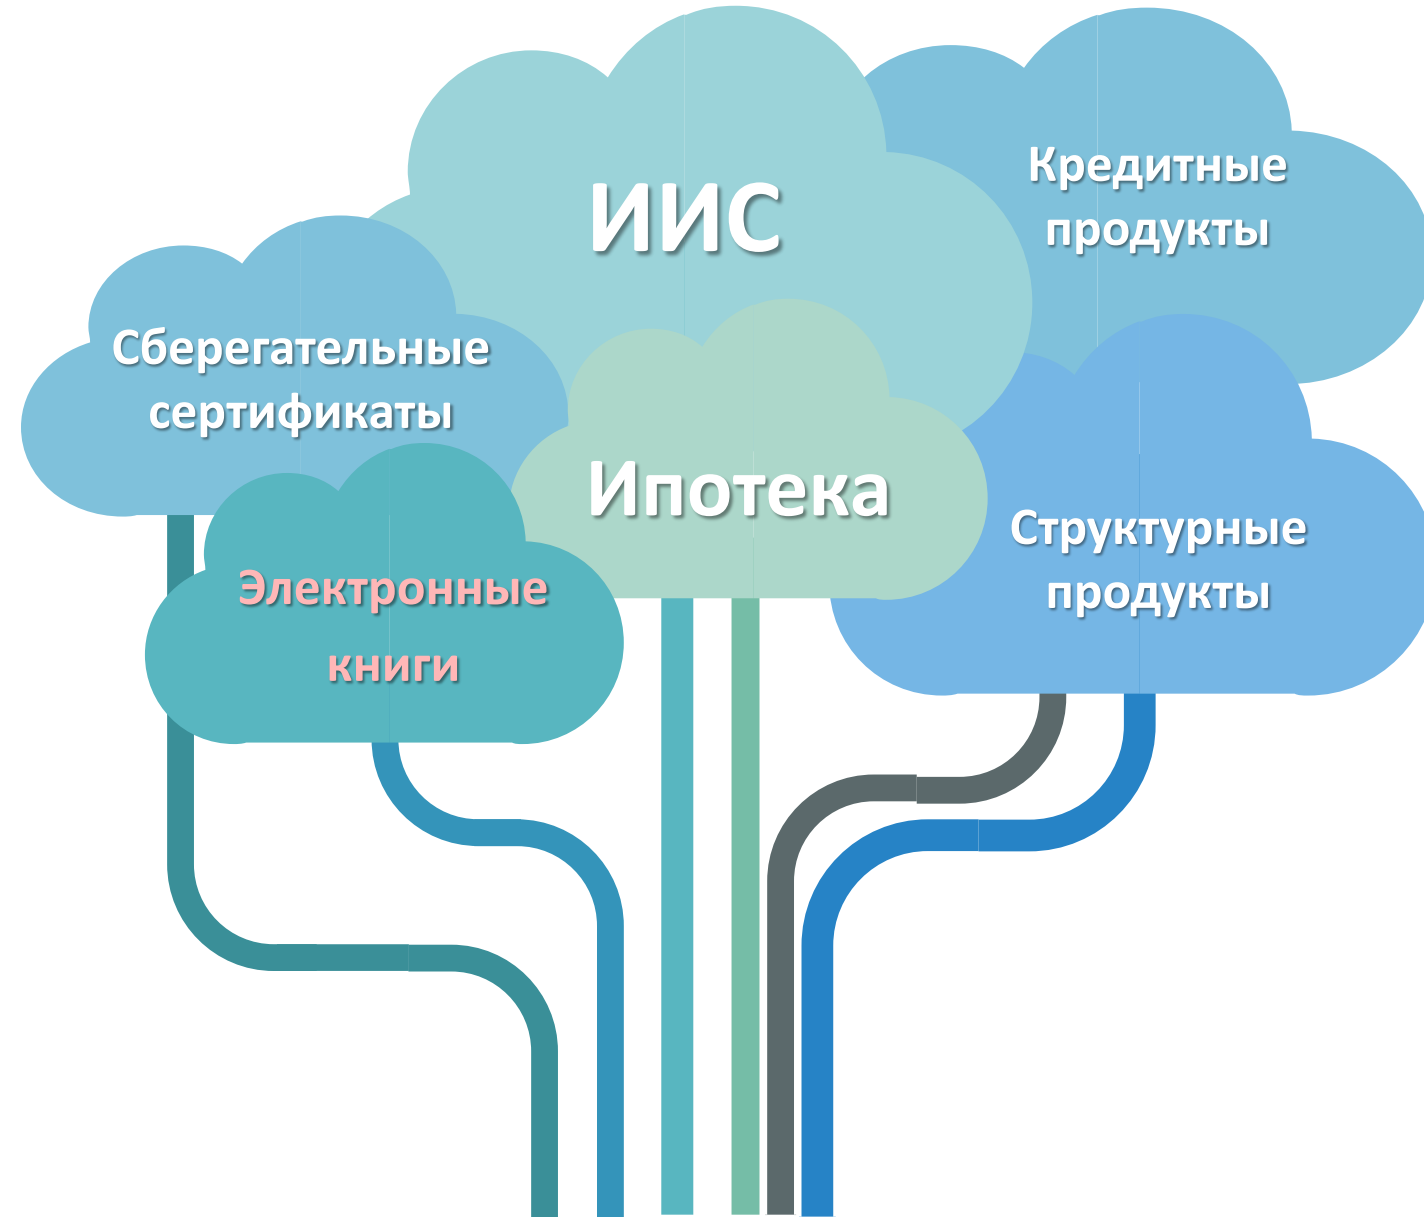 ИИС
Кредитные
продукты
Сберегательные
сертификаты
Ипотека
Структурные
продукты
Электронные
книги